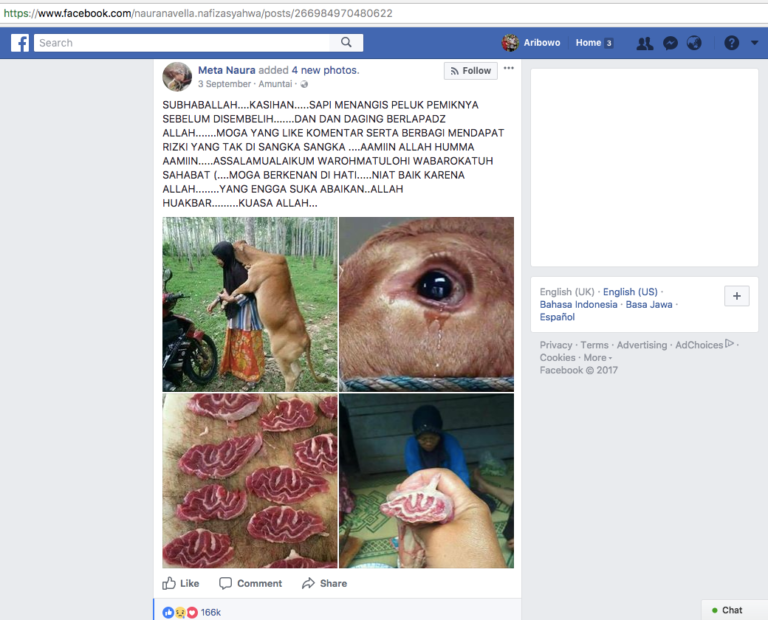 https://www.facebook.com/nauranavella.nafizasyahwa/posts/266984970480622
f Search Aribowo Home 3
Meta Naura added 4 new photos.
Follow
3 September · Amuntai ·
SUBHABALLAH....KASIHAN.....SAPI MENANGIS PELUK PEMIKNYA
SEBELUM DISEMBELIH.......DAN DAN DAGING BERLAPADZ
ALLAH.......MOGA YANG LIKE KOMENTAR SERTA BERBAGI MENDAPAT
RIZKI YANG TAK DI SANGKA SANGKA ....AAMIIN ALLAH HUMMA
AAMIIN.....ASSALAMUALAIKUM WAROHMATULOHI WABAROKATUH
SAHABAT (....MOGA BERKENAN DI HATI.....NIAT BAIK KARENA
ALLAH........YANG ENGGA SUKA ABAIKAN..ALLAH
HUAKBAR.........KUASA ALLAH...
Like Comment Share
166k
English (UK) · English (US) ·
Bahasa Indonesia · Basa Jawa ·
Español
+
Privacy · Terms · Advertising · AdChoices ·
Cookies · More
Facebook © 2017
Chat